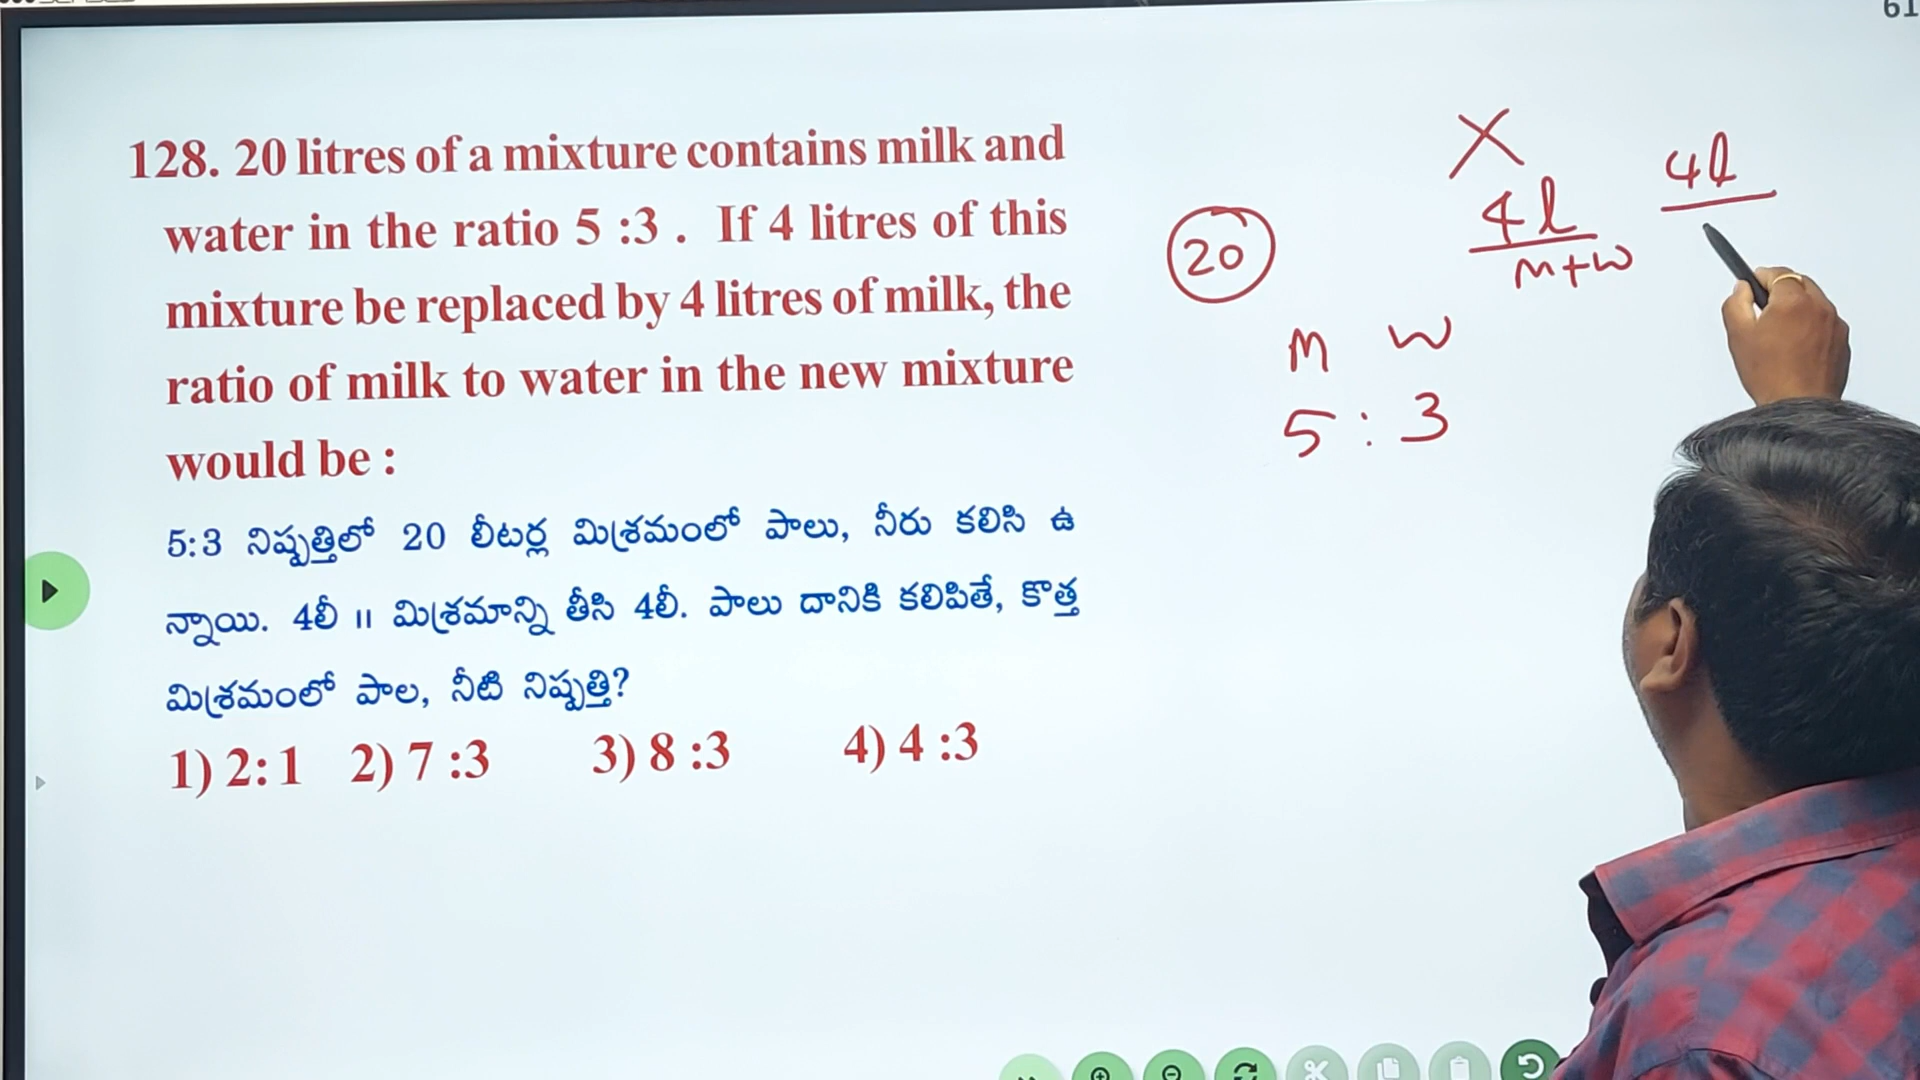 61
128. 20 litres of a mixture contains milk and
water in the ratio 5 :3 . If 4 litres of this
mixture be replaced by 4 litres of milk, the
ratio of milk to water in the new mixture
would be :
5:3 నిష్పత్తిలో 20 లీటర్ల మిశ్రమంలో పాలు, నీరు కలిసి ఉ
న్నాయి. 4లీ ॥ మిశ్రమాన్ని తీసి 4లీ. పాలు దానికి కలిపితే, కొత్త
మిశ్రమంలో పాల, నీటి నిష్పత్తి?
1) 2:1 2) 7 :3 3) 8 :3 4) 4 :3
X
4l 4l
20 M+W
M W
5 : 3